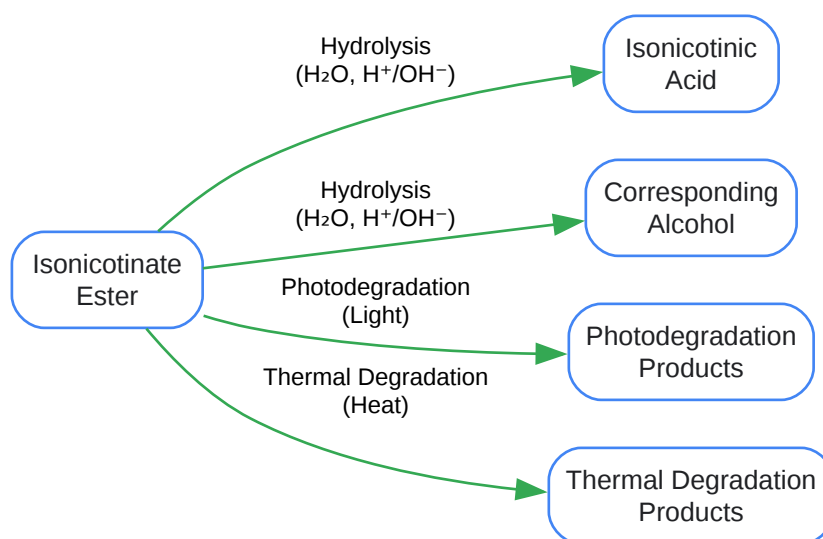 Hydrolysis
(H₂O, H⁺/OH⁻)
Isonicotinic
Acid
Hydrolysis
(H₂O, H⁺/OH⁻)
Corresponding
Alcohol
Isonicotinate
Ester
Photodegradation
(Light)
Photodegradation
Products
Thermal Degradation
(Heat)
Thermal Degradation
Products